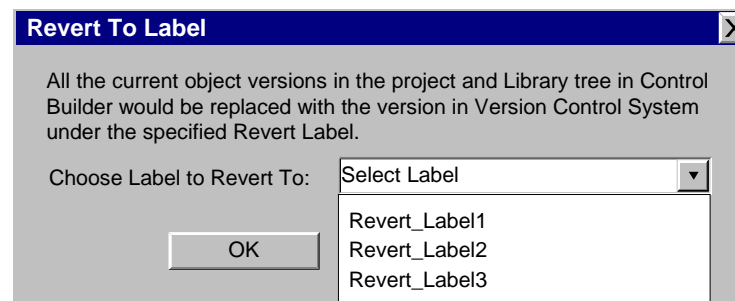 Revert To Label
X
All the current object versions in the project and Library tree in Control
Builder would be replaced with the version in Version Control System
under the specified Revert Label.
Choose Label to Revert To: Select Label
Revert_Label1
OK Revert_Label2
Revert_Label3